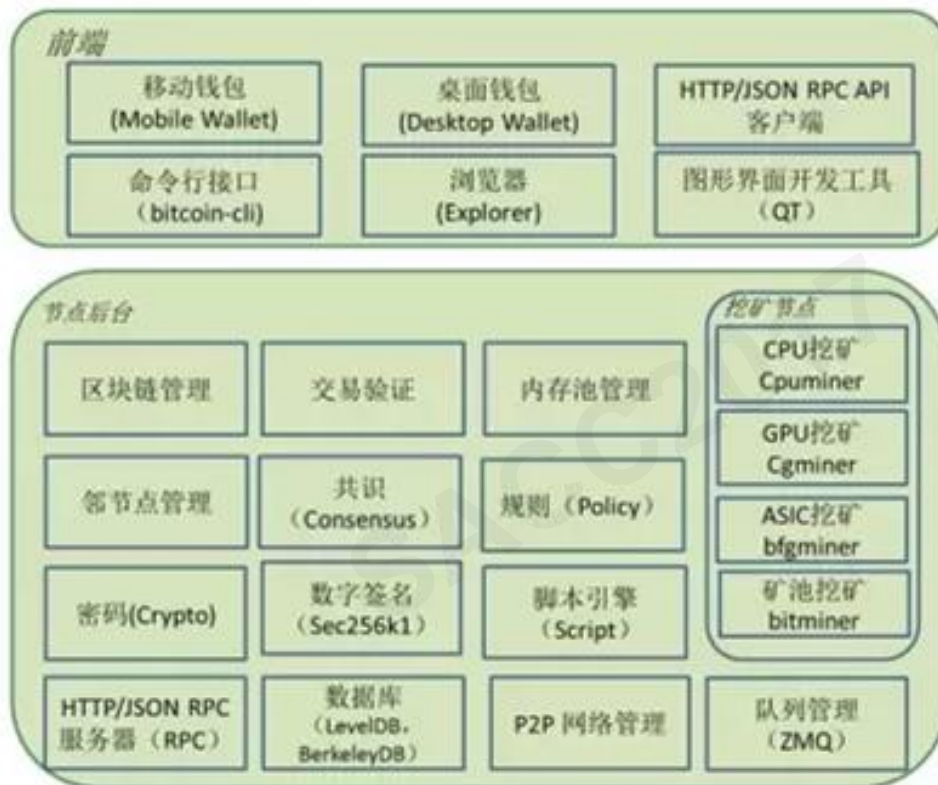 前端
移动钱包
(Mobile Wallet)
桌面钱包
(Desktop Wallet)
HTTP/JSON RPC API
客户端
命令行接口
（bitcoin-cli)
浏览器
(Explorer)
图形界面开发工具
（QT）
节点后台
区块链管理
交易验证
内存池管理
邻节点管理
共识
（Consensus）
规则（Policy）
密码(Crypto)
数字签名
（Sec256k1）
脚本引擎
（Script）
挖矿节点
CPU挖矿
Cpuminer
GPU挖矿
Cgminer
ASIC挖矿
bfgminer
矿池挖矿
bitminer
HTTP/JSON RPC
服务器（RPC）
数据库
（LevelDB，
BerkeleyDB）
P2P 网络管理
队列管理
（ZMQ）
SACC2017